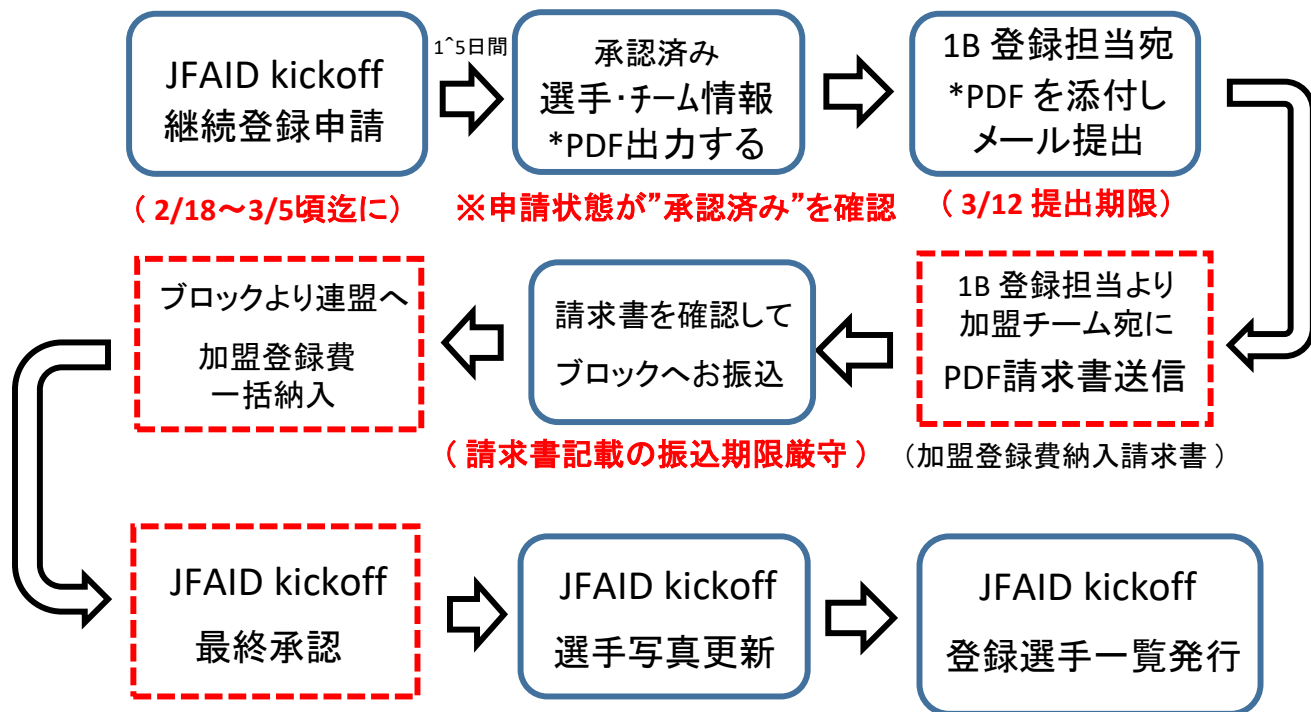 JFAID kickoff
継続登録申請
1^5日間
承認済み
選手・チーム情報
*PDF出力する
1B 登録担当宛
*PDF を添付し
メール提出
（ 2/18～3/5頃迄に）
※申請状態が”承認済み”を確認
（ 3/12 提出期限）
1B 登録担当より
加盟チーム宛に
PDF請求書送信
（加盟登録費納入請求書 ）
請求書を確認して
ブロックへお振込
（ 請求書記載の振込期限厳守 ）
ブロックより連盟へ
加盟登録費
一括納入
JFAID kickoff
最終承認
JFAID kickoff
選手写真更新
JFAID kickoff
登録選手一覧発行